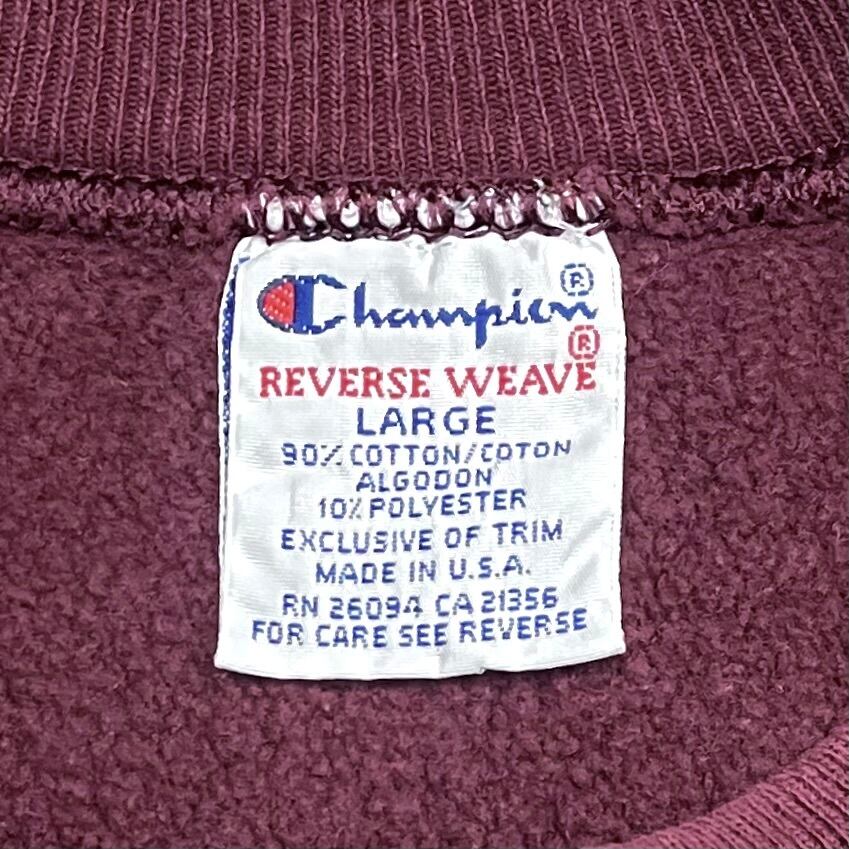 Champion®
REVERSE WEAVE®
LARGE
90% COTTON/COTON
ALGODON
10% POLYESTER
EXCLUSIVE OF TRIM
MADE IN U.S.A.
RN 26094 CA 21356
FOR CARE SEE REVERSE